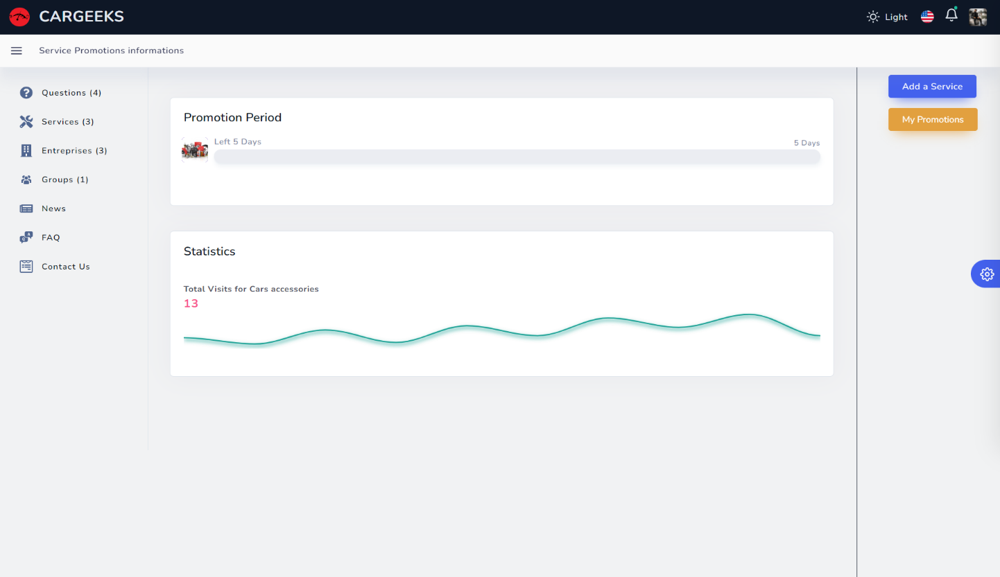 CARGEEKS
Light
Service Promotions informations
Questions (4)
Services (3)
Entreprises (3)
Groups (1)
News
FAQ
Contact Us
Promotion Period
Left 5 Days
5 Days
Statistics
Total Visits for Cars accessories
13
Add a Service
My Promotions